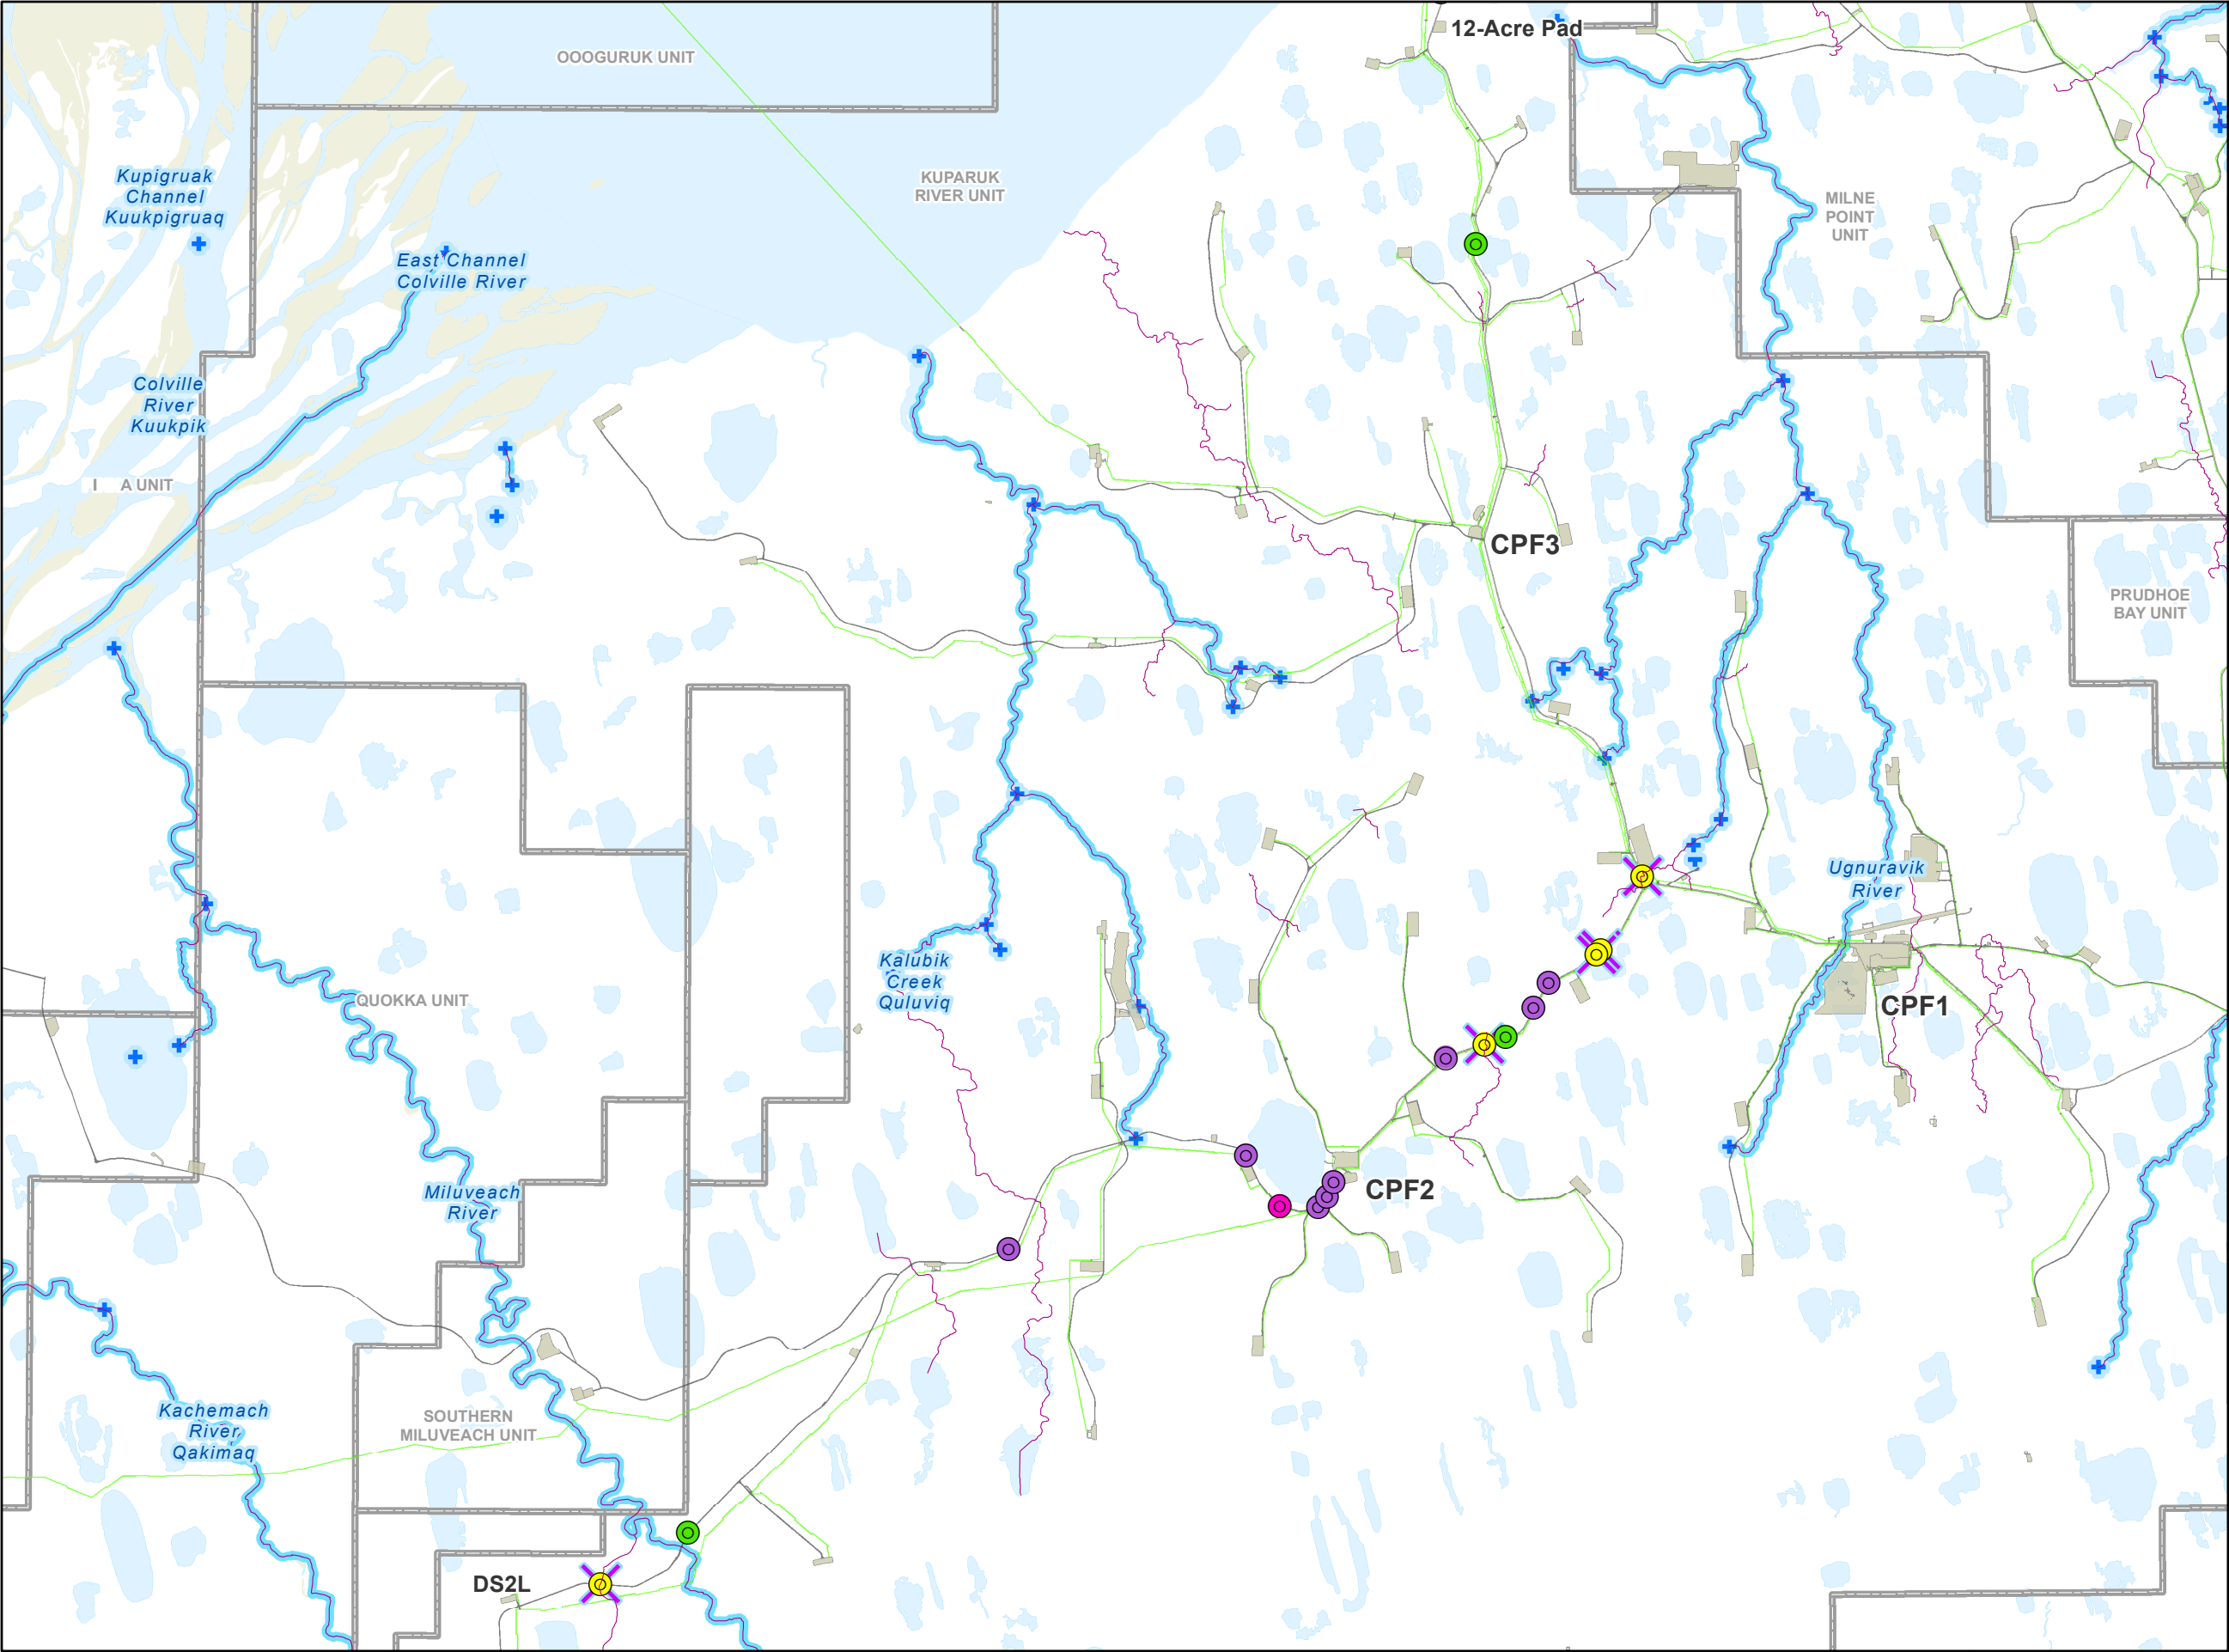 12-Acre Pad
OOOGURUK UNIT
Kupigruak
Channel
Kuukpigruaq
KUPARUK
RIVER UNIT
MILNE
POINT
UNIT
East Channel
Colville River
Colville
River
Kuukpik
I A UNIT
CPF3
PRUDHOE
BAY UNIT
Ugnuravik
River
Kalubik
Creek
Quluviq
QUOKKA UNIT
CPF1
Miluveach
River
CPF2
Kachemach
River
Qakimaq
SOUTHERN
MILUVEACH UNIT
DS2L